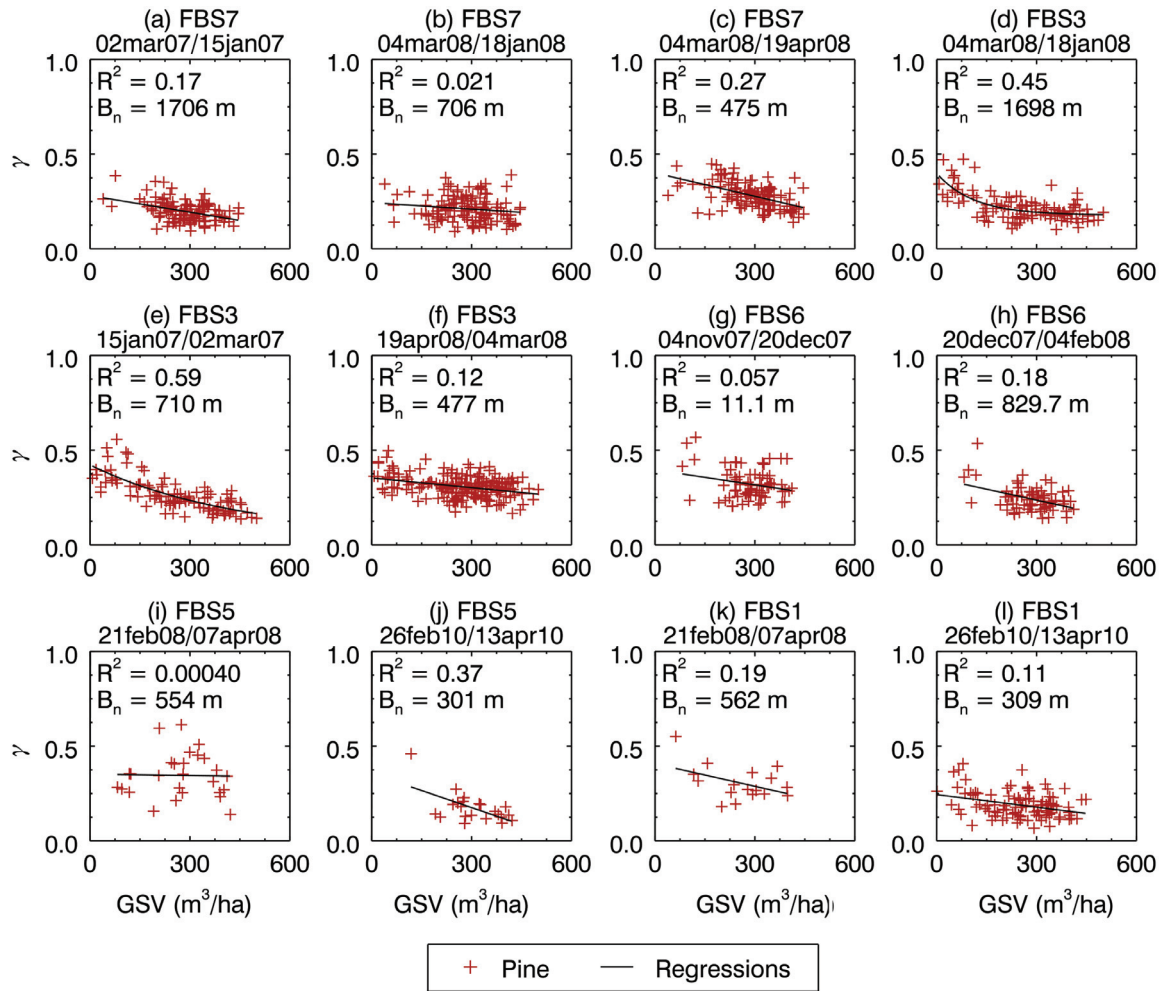 (a) FBS7
02mar07/15jan07
R² = 0.17
Bₙ = 1706 m
1.0
0.5
0.0
γ
0 300 600
(b) FBS7
04mar08/18jan08
R² = 0.021
Bₙ = 706 m
1.0
0.5
0.0
0 300 600
(c) FBS7
04mar08/19apr08
R² = 0.27
Bₙ = 475 m
1.0
0.5
0.0
0 300 600
(d) FBS3
04mar08/18jan08
R² = 0.45
Bₙ = 1698 m
1.0
0.5
0.0
0 300 600
(e) FBS3
15jan07/02mar07
R² = 0.59
Bₙ = 710 m
1.0
0.5
0.0
γ
0 300 600
(f) FBS3
19apr08/04mar08
R² = 0.12
Bₙ = 477 m
1.0
0.5
0.0
0 300 600
(g) FBS6
04nov07/20dec07
R² = 0.057
Bₙ = 11.1 m
1.0
0.5
0.0
0 300 600
(h) FBS6
20dec07/04feb08
R² = 0.18
Bₙ = 829.7 m
1.0
0.5
0.0
0 300 600
(i) FBS5
21feb08/07apr08
R² = 0.00040
Bₙ = 554 m
1.0
0.5
0.0
γ
0 300 600
GSV (m³/ha)
(j) FBS5
26feb10/13apr10
R² = 0.37
Bₙ = 301 m
1.0
0.5
0.0
0 300 600
GSV (m³/ha)
(k) FBS1
21feb08/07apr08
R² = 0.19
Bₙ = 562 m
1.0
0.5
0.0
0 300 600
GSV (m³/ha)(
(l) FBS1
26feb10/13apr10
R² = 0.11
Bₙ = 309 m
1.0
0.5
0.0
0 300 600
GSV (m³/ha)
Pine Regressions